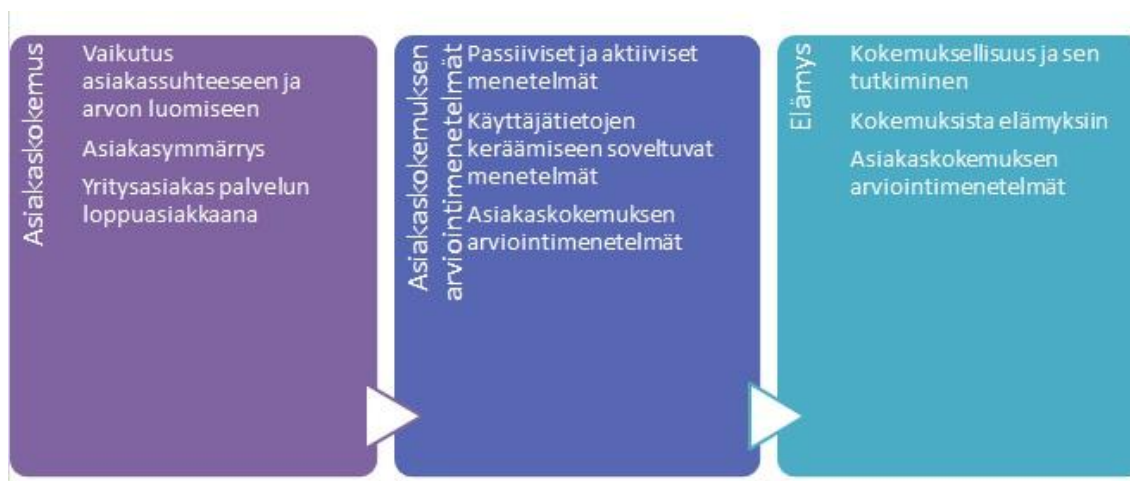 Asiakaskokemus
Vaikutus
asiakassuhteeseen ja
arvon luomiseen
Asiakasymmärrys
Yritysasiakas palvelun
loppuasiakkaana
Asiakaskokemuksen
arviointimenetelmät
Passiiviset ja aktiiviset
menetelmät
Käyttäjätietojen
keräämiseen soveltuvat
menetelmät
Asiakaskokemuksen
arviointimenetelmät
Elämys
Kokemuksellisuus ja sen
tutkiminen
Kokemuksista elämyksiin
Asiakaskokemuksen
arviointimenetelmät